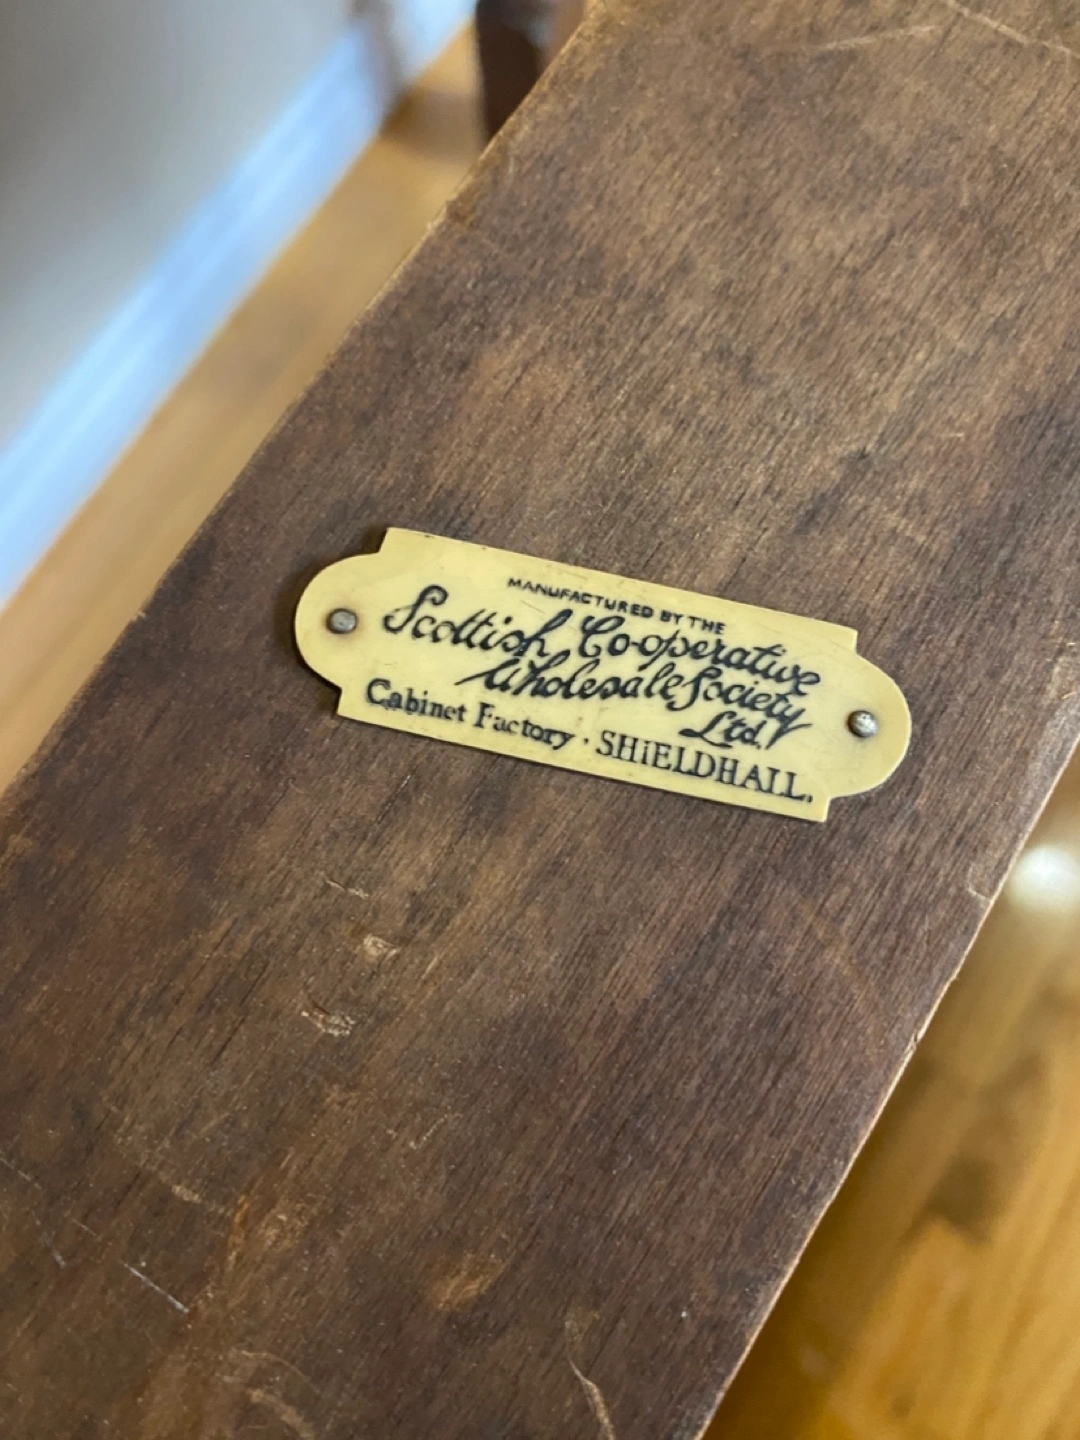 MANUFACTURED BY THE
Scottish Co-operative
Wholesale Society
Ltd.
Cabinet Factory · SHiELDHALL.